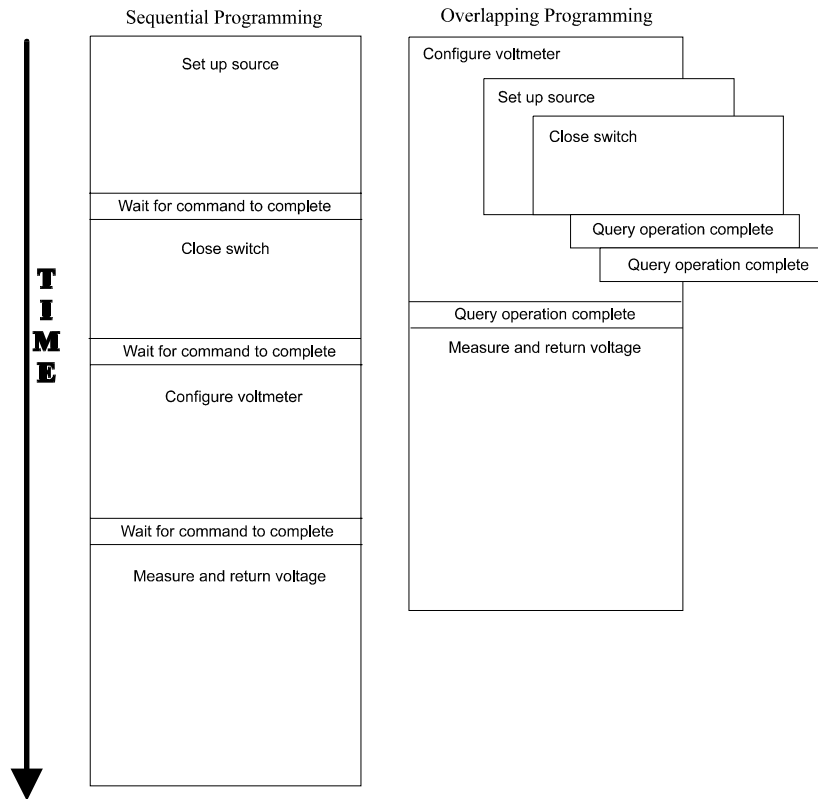 Sequential Programming
Set up source
Wait for command to complete
Close switch
Wait for command to complete
Configure voltmeter
Wait for command to complete
Measure and return voltage
TIME
Overlapping Programming
Configure voltmeter
Set up source
Close switch
Query operation complete
Query operation complete
Query operation complete
Measure and return voltage